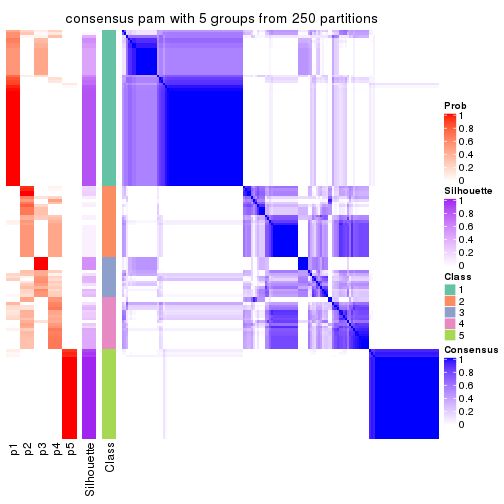 consensus pam with 5 groups from 250 partitions
Prob
1
0.8
0.6
0.4
0.2
0
Silhouette
1
0.8
0.6
0.4
0.2
0
Class
1
2
3
4
5
Consensus
1
0.8
0.6
0.4
0.2
0
p1
p2
p3
p4
p5
Silhouette
Class